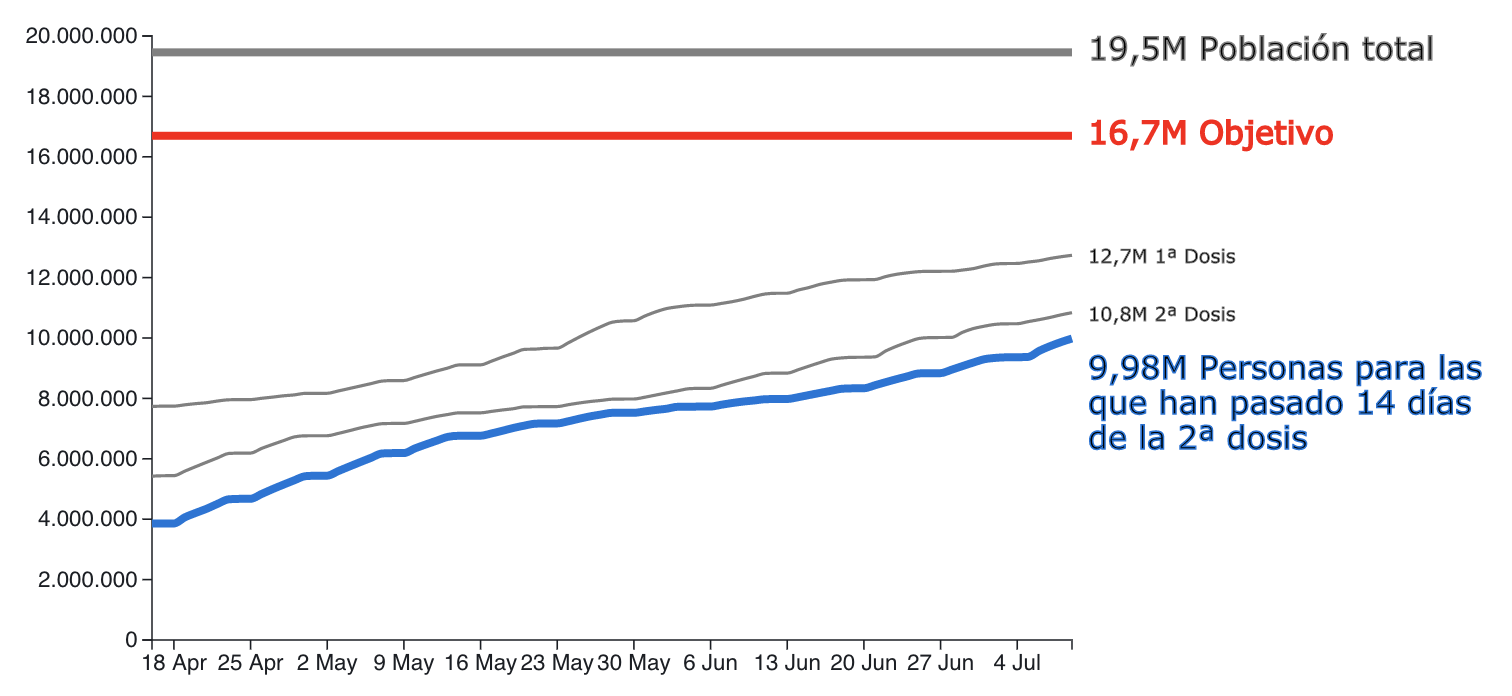 20.000.000
19,5M Población total
18.000.000
16,7M Objetivo
16.000.000
14.000.000
12,7M 1ª Dosis
12.000.000
10,8M 2ª Dosis
10.000.000
9,98M Personas para las
que han pasado 14 días
de la 2ª dosis
8.000.000
6.000.000
4.000.000
2.000.000
0
18 Apr 25 Apr 2 May 9 May 16 May 23 May 30 May 6 Jun 13 Jun 20 Jun 27 Jun 4 Jul